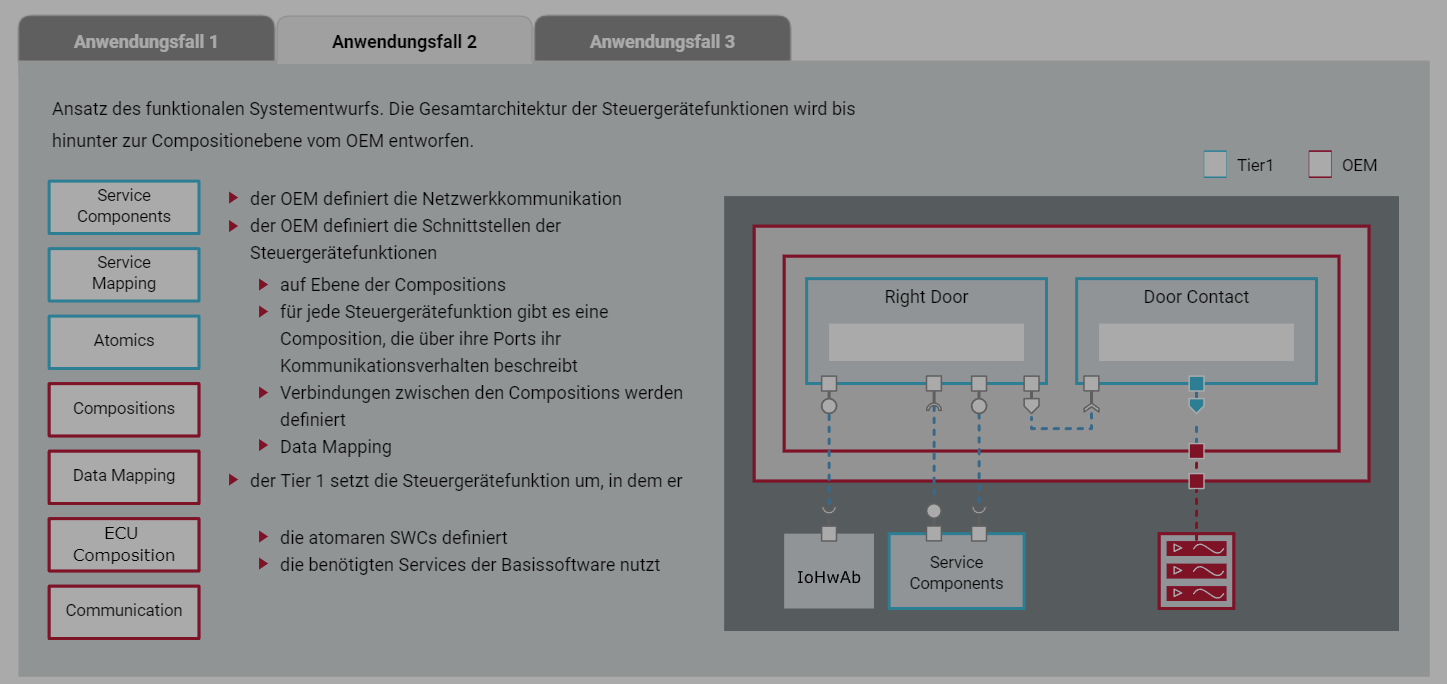 Anwendungsfall 1
Anwendungsfall 2
Anwendungsfall 3
Ansatz des funktionalen Systementwurfs. Die Gesamtarchitektur der Steuergerätefunktionen wird bis
hinunter zur Compositionebene vom OEM entworfen.
Tier1
OEM
Service
Components
Service
Mapping
Atomics
Compositions
Data Mapping
ECU
Composition
Communication
der OEM definiert die Netzwerkkommunikation
der OEM definiert die Schnittstellen der
Steuergerätefunktionen
auf Ebene der Compositions
für jede Steuergerätefunktion gibt es eine
Composition, die über ihre Ports ihr
Kommunikationsverhalten beschreibt
Verbindungen zwischen den Compositions werden
definiert
Data Mapping
der Tier 1 setzt die Steuergerätefunktion um, in dem er
die atomaren SWCs definiert
die benötigten Services der Basissoftware nutzt
Right Door
Door Contact
IoHwAb
Service
Components